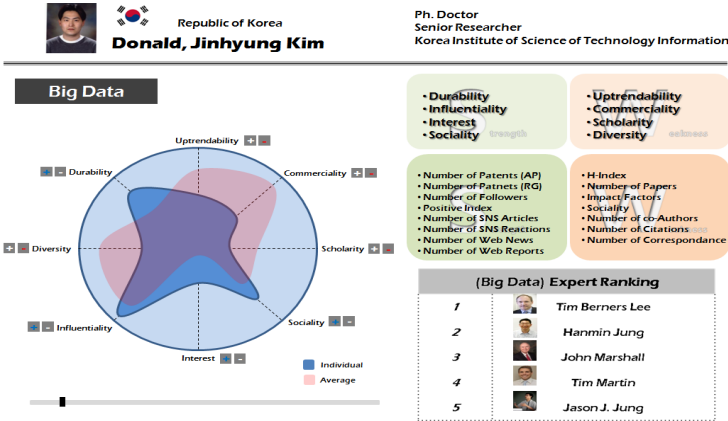 Republic of Korea
Donald, Jinhyung Kim
Ph. Doctor
Senior Researcher
Korea Institute of Science of Technology Information
Big Data
Uptrendability + -
Commerciality + -
Scholarity + -
Sociality + -
Interest + -
+ - Influentiality
+ - Diversity
+ - Durability
Individual
Average
S trength
• Durability
• Influentiality
• Interest
• Sociality
W eakness
• Uptrendability
• Commerciality
• Scholarity
• Diversity
S
• Number of Patents (AP)
• Number of Patnets (RG)
• Number of Followers
• Positive Index
• Number of SNS Articles
• Number of SNS Reactions
• Number of Web News
• Number of Web Reports
W
• H-Index
• Number of Papers
• Impact Factors
• Sociality
• Number of co-Authors
• Number of Citations
• Number of Correspondance
(Big Data) Expert Ranking
1 Tim Berners Lee
2 Hanmin Jung
3 John Marshall
4 Tim Martin
5 Jason J. Jung